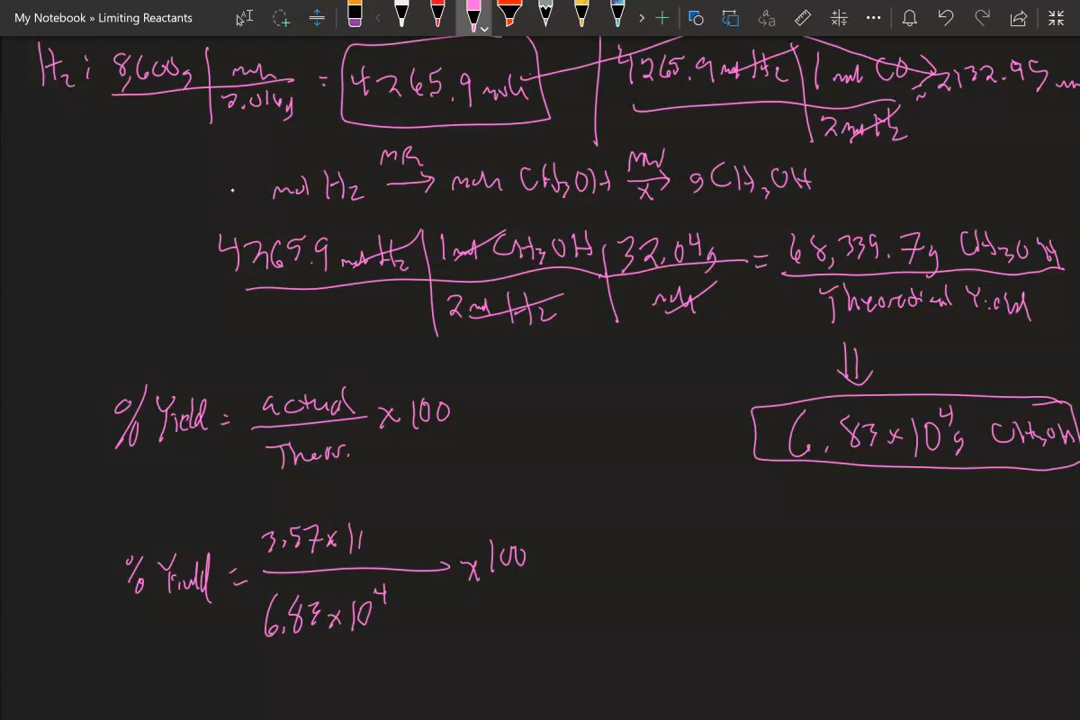 My Notebook » Limiting Reactants
H₂: 8,600g | mol / 2.016g = 4265.9 mol
4265.9 mol H₂ | 1 mol CO / 2 mol H₂ ≈ 2,132.95
mol H₂ MR → mol CH₃OH MW x → g CH₃OH
4265.9 mol H₂ | 1 mol CH₃OH | 32.04g = 68,339.7g CH₃OH
2 mol H₂ | mol Theoretical Yield
⇓
% Yield = actual / Theor. x 100
6.83 x 10⁴g CH₃OH
% Yield = 3.57 x 1 / 6.83 x 10⁴ x 100